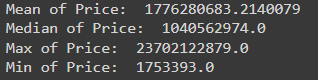 Mean of Price:  1776280683.2140079
Median of Price:  1040562974.0
Max of Price:  23702122879.0
Min of Price:  1753393.0